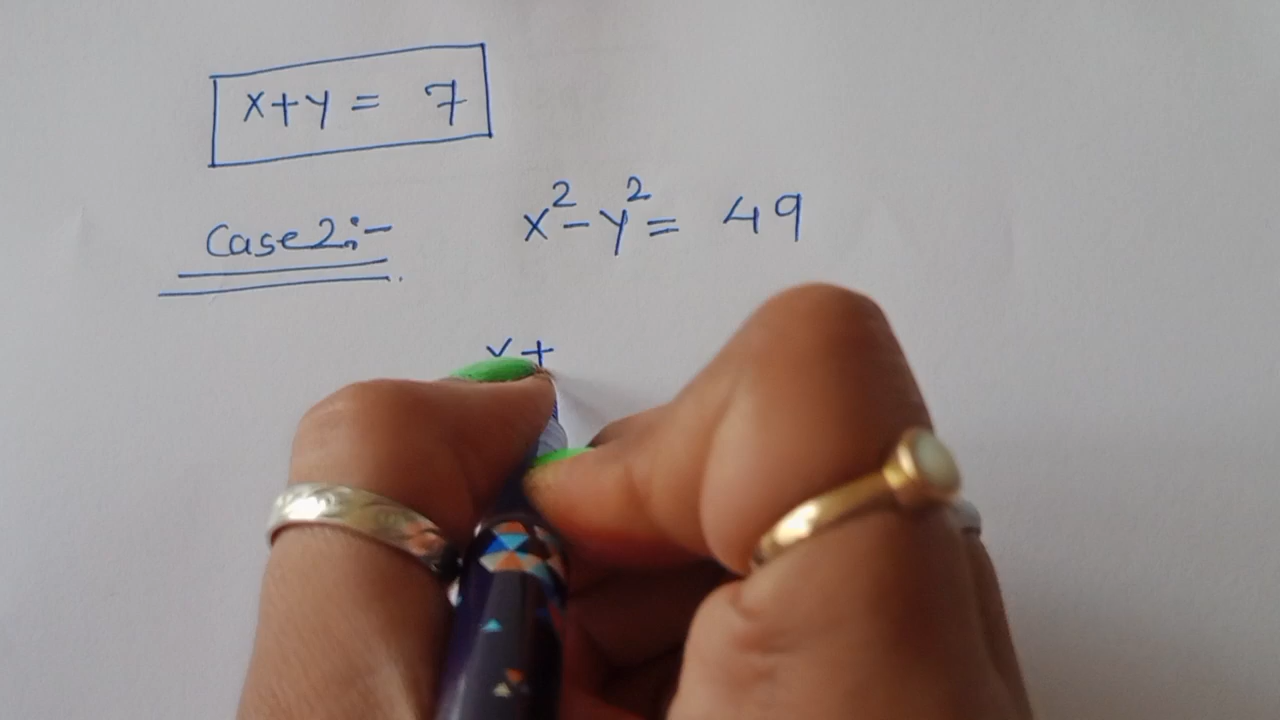 x+y = 7
Case2:- x²-y² = 49
x+